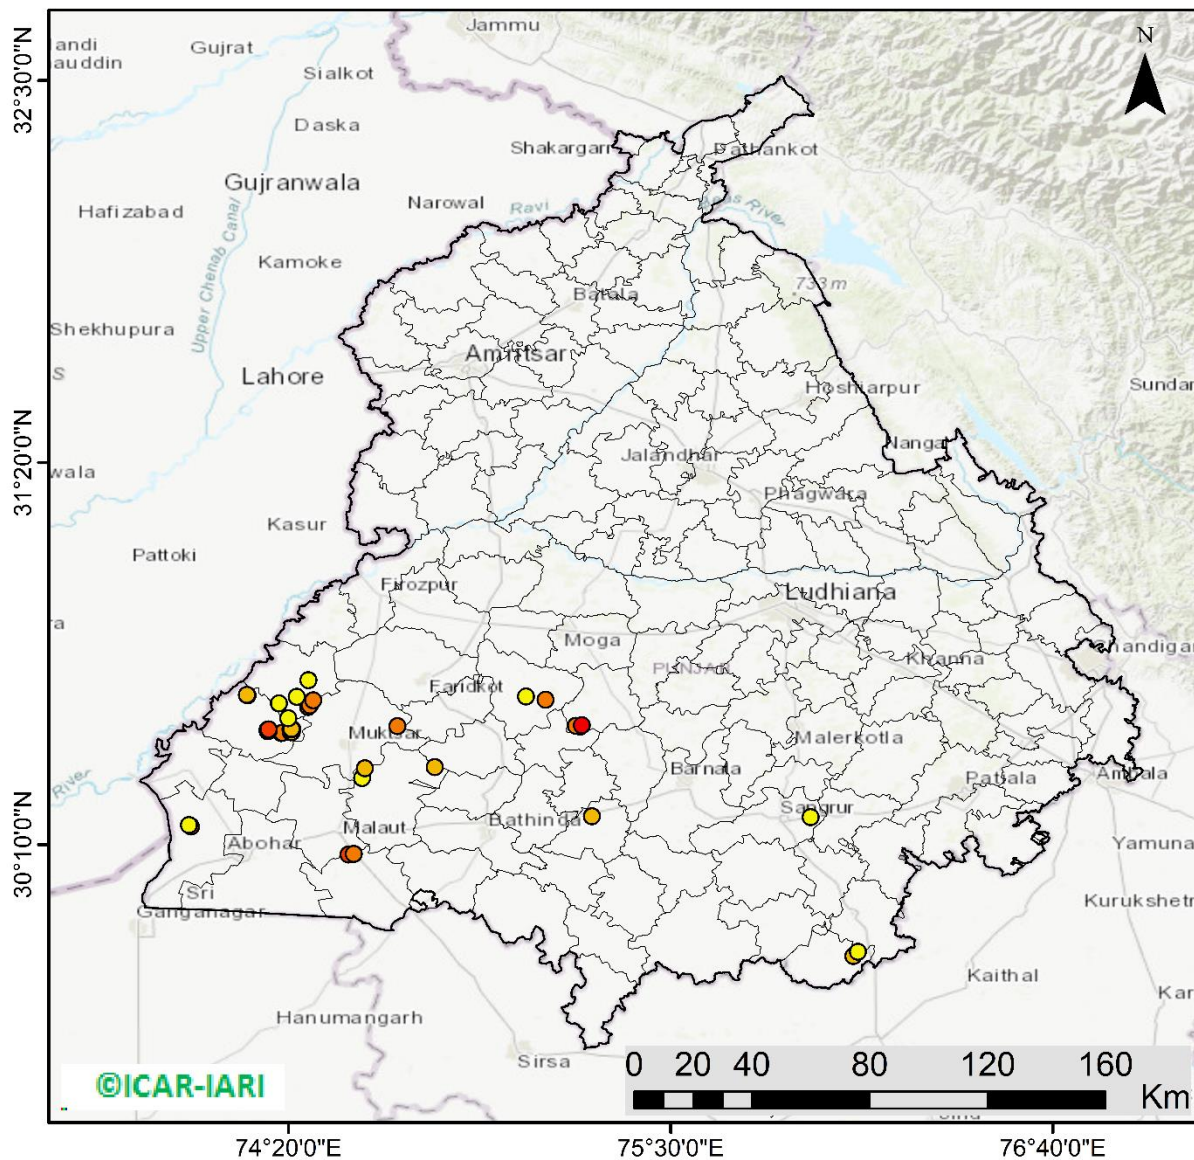 Jammu
N
andi
Gujrat
auddin
Sialkot
32°30'0"N
Daska
Shakargarh
Pathankot
Gujranwala
Hafizabad
Narowal
Ravi
Beas River
Upper Chenab Canal
Kamoke
733 m
Batala
Shekhupura
Amritsar
S
Lahore
Hoshiarpur
Sundar
Nangal
31°20'0"N
wala
Jalandhar
Phagwara
Kasur
Pattoki
Firozpur
Ludhiana
ra
Moga
Chandigar
Khanna
PUNJAB
Faridkot
Muktsar
Malerkotla
River
Barnala
Patiala
Ambala
Sangrur
30°10'0"N
Malaut
Bathinda
Abohar
Yamuna
Sri
Ganganagar
Kurukshetr
Kaithal
Kar
Hanumangarh
Sirsa
0 20 40 80 120 160
Km
©ICAR-IARI
74°20'0"E
75°30'0"E
76°40'0"E